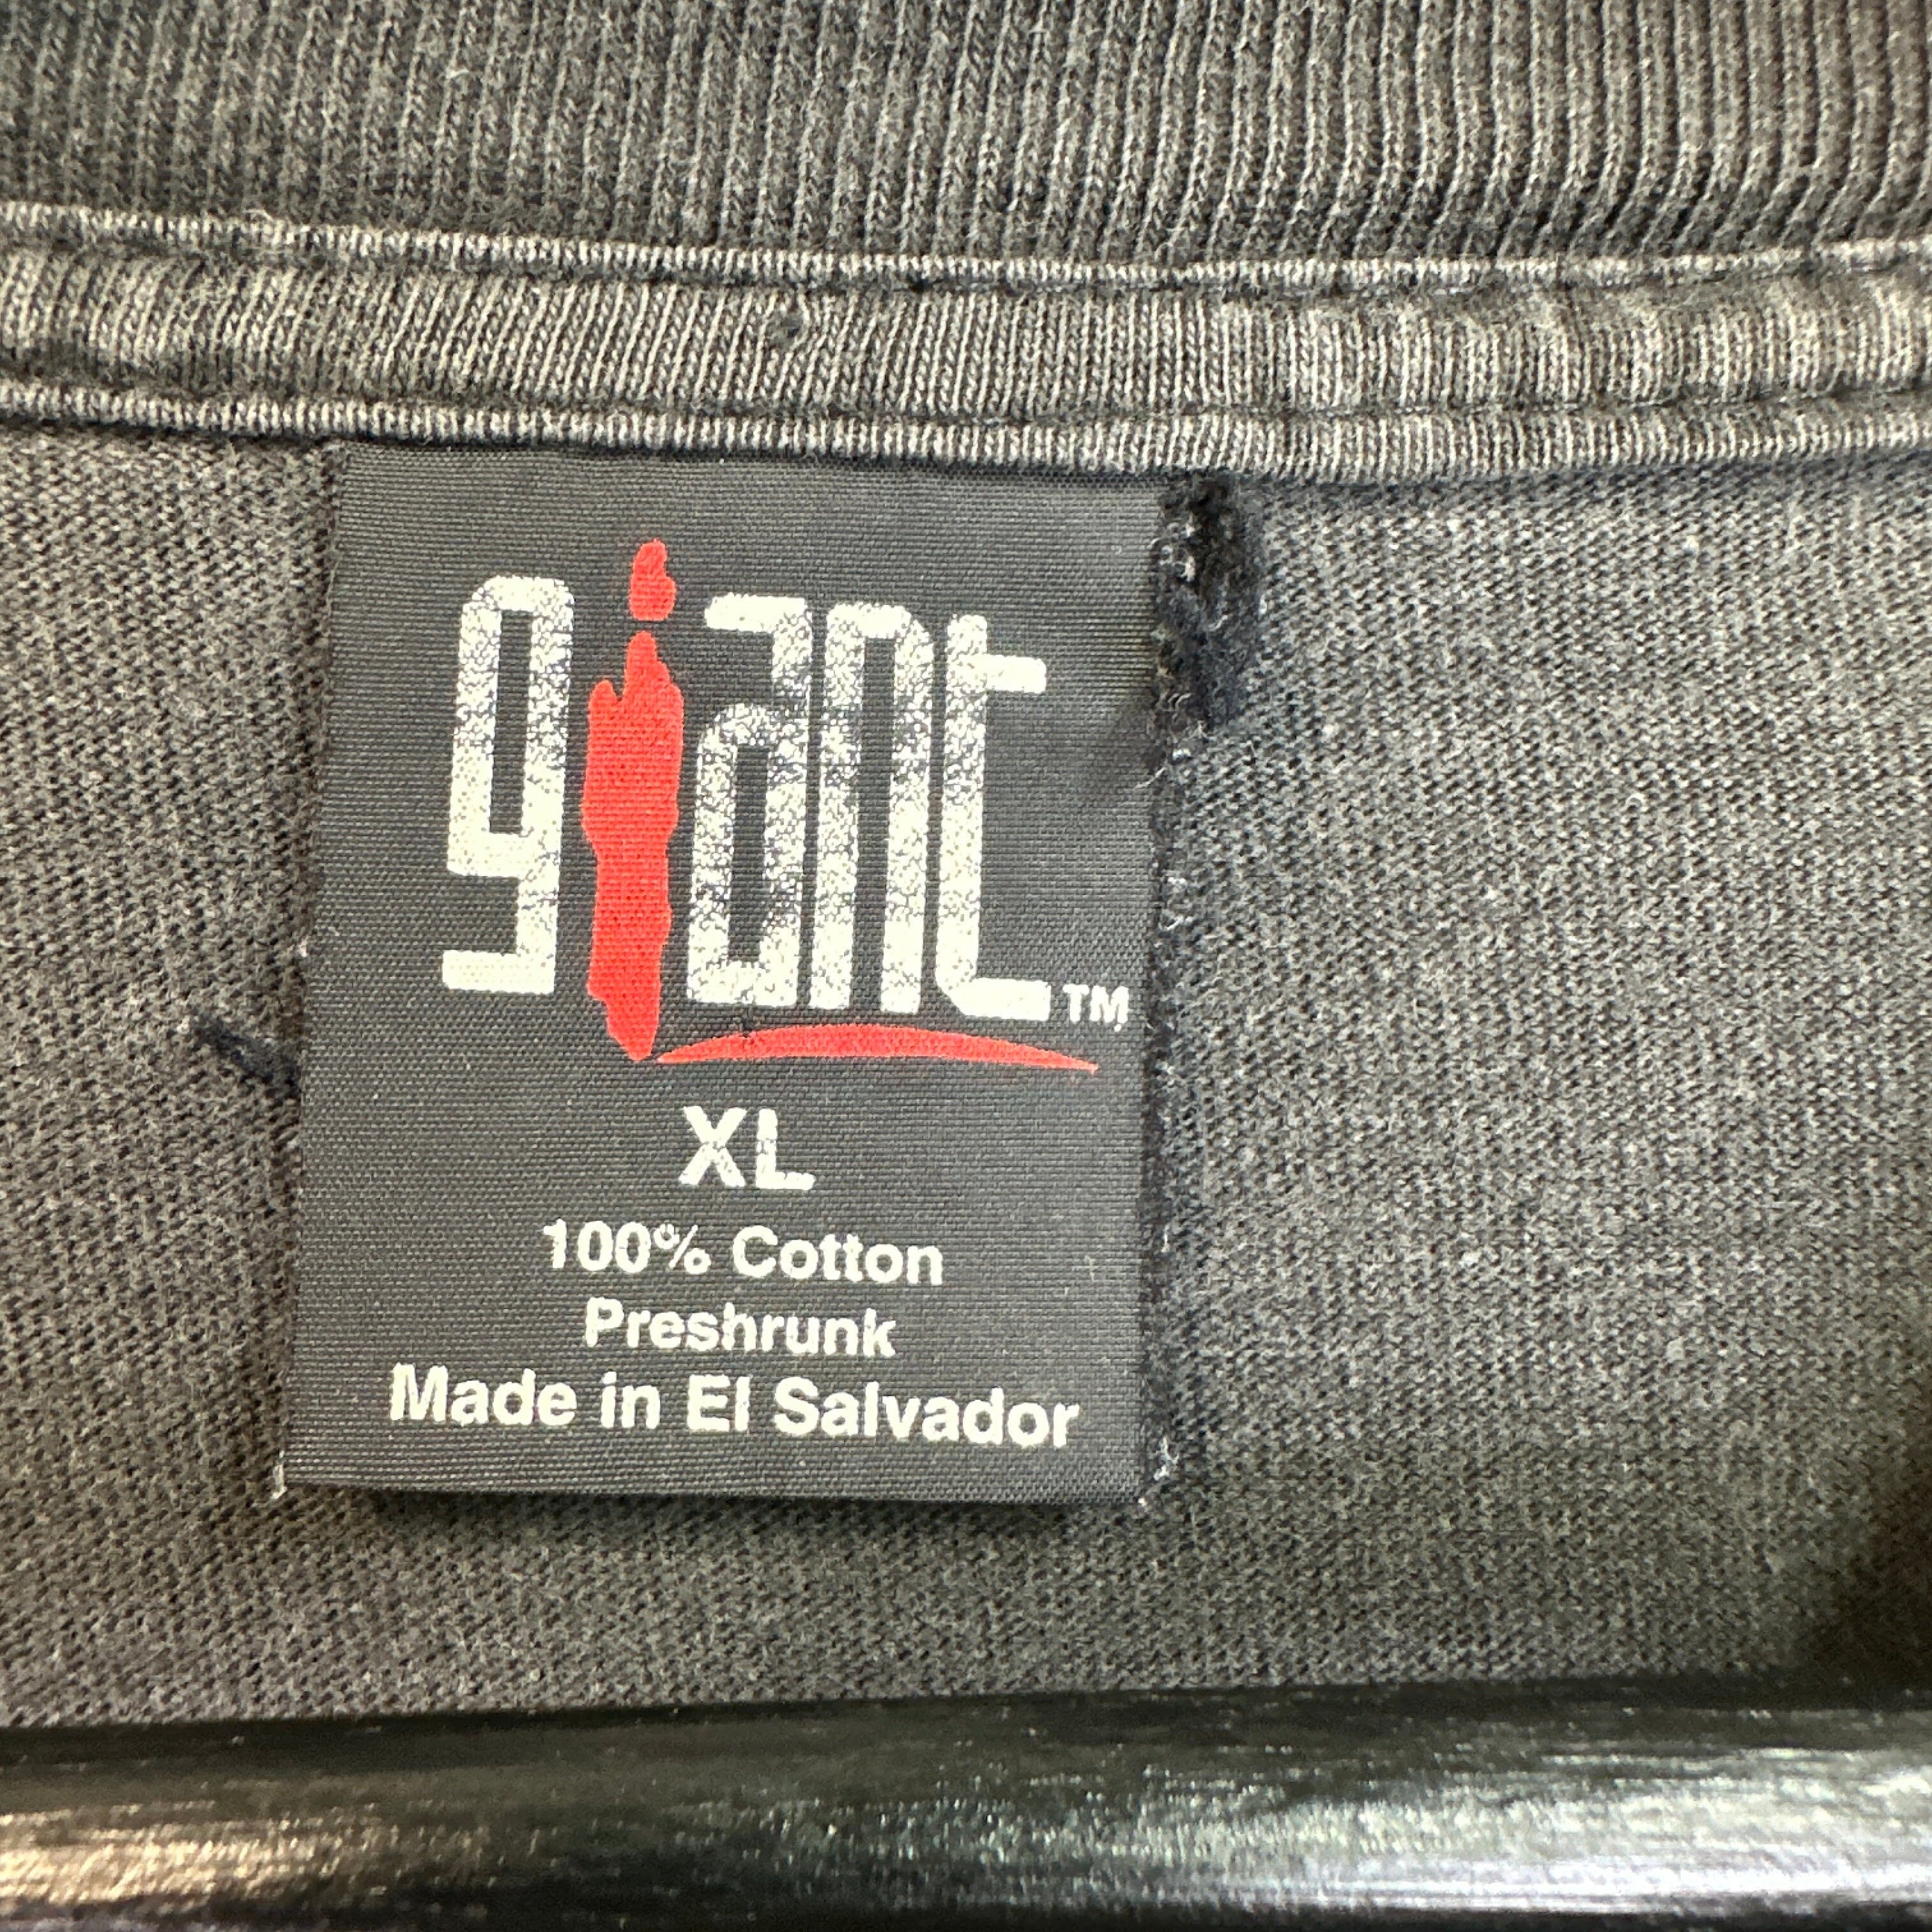 giant™
XL
100% Cotton
Preshrunk
Made in El Salvador